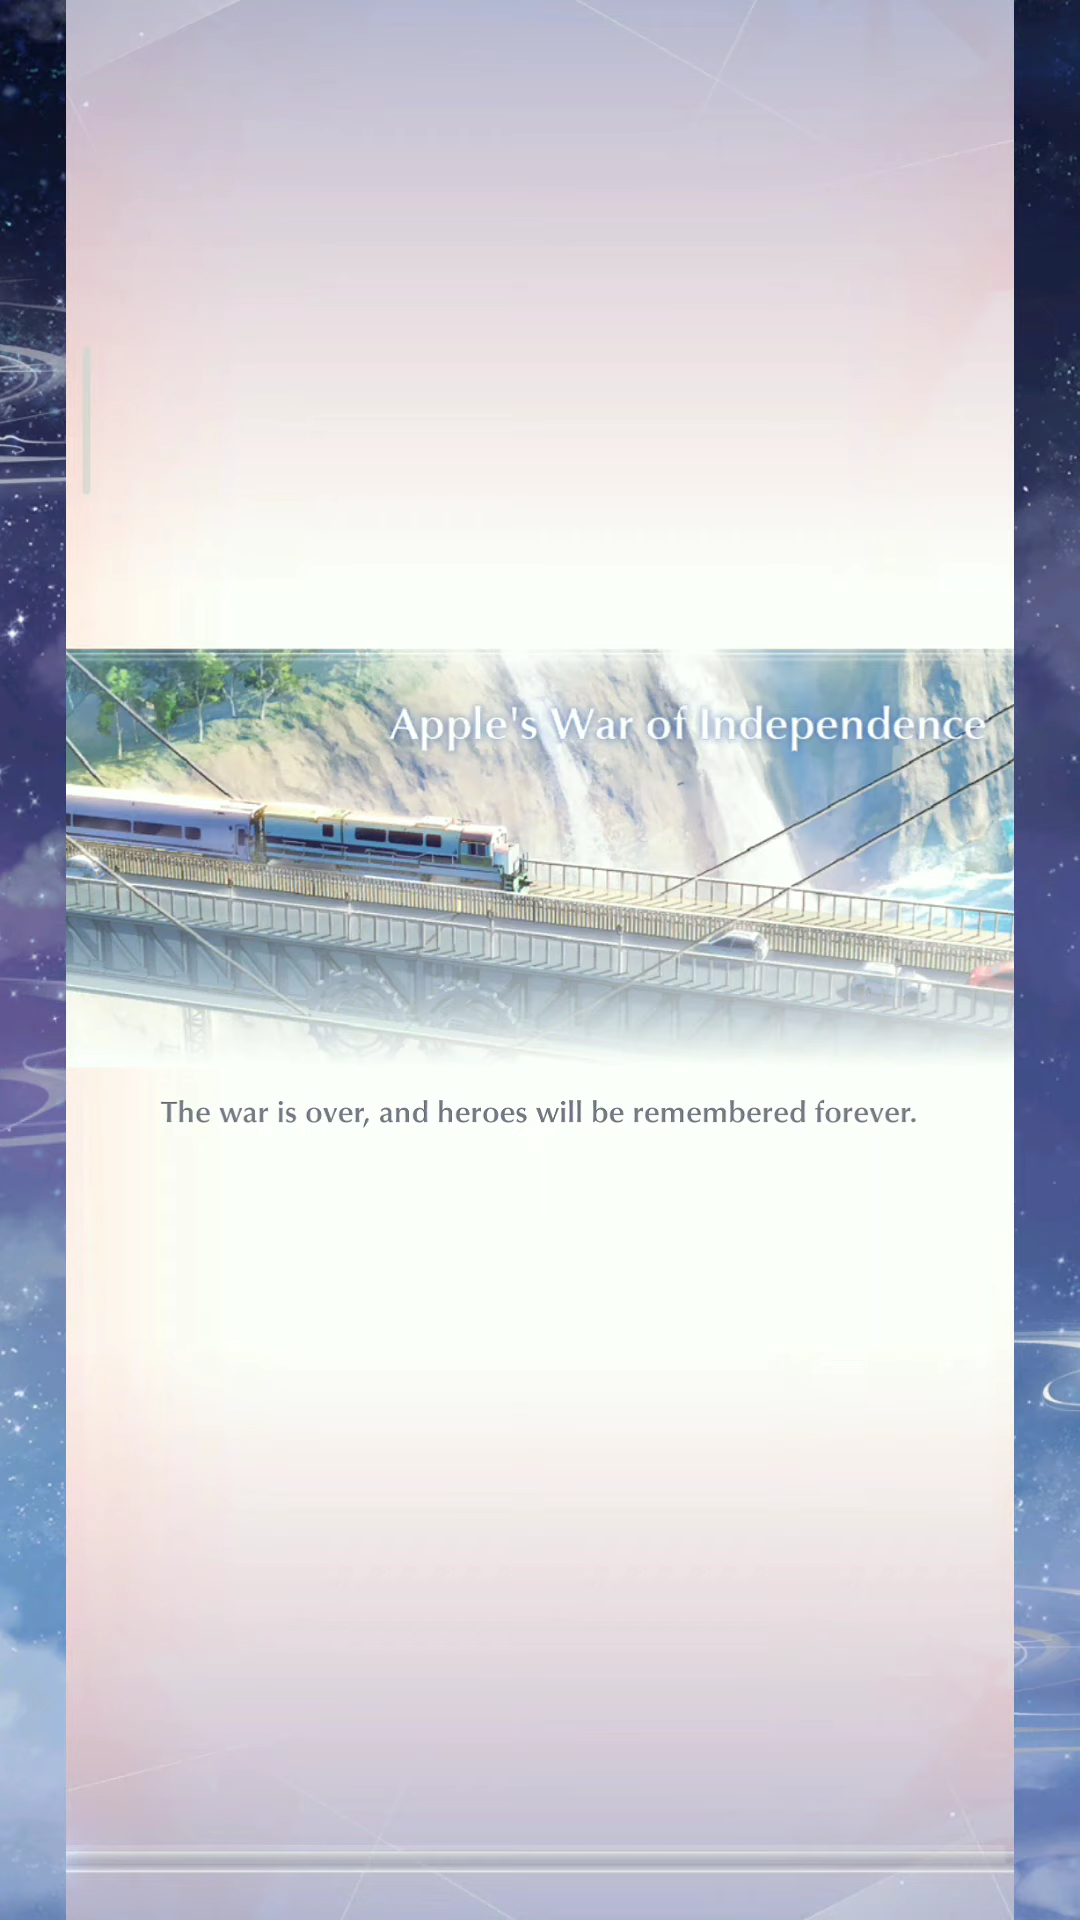 Apple's War of Independence
The war is over, and heroes will be remembered forever.